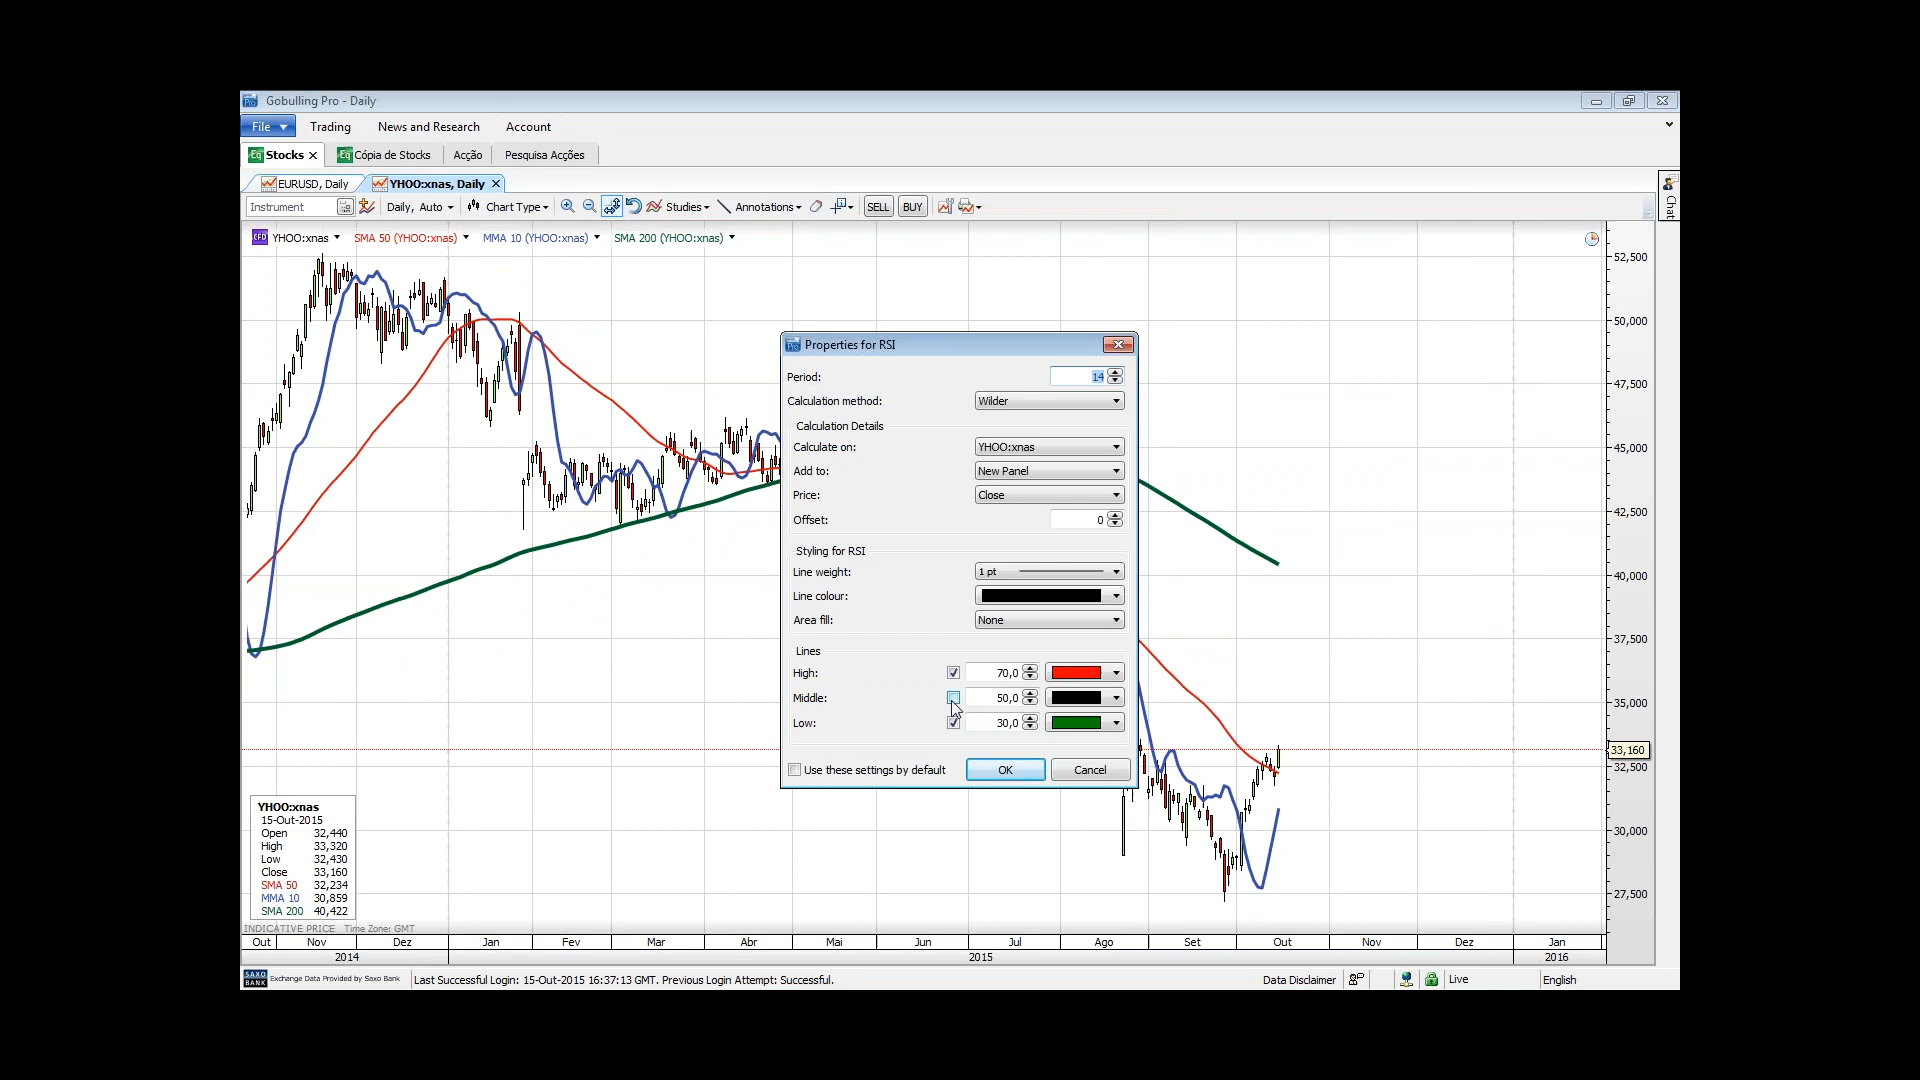 Gobulling Pro - Daily
File Trading News and Research Account
Stocks Cópia de Stocks Acção Pesquisa Acções
EURUSD, Daily YHOO:xnas, Daily
Instrument Daily, Auto Chart Type Studies Annotations SELL BUY
Chat
CFD YHOO:xnas SMA 50 (YHOO:xnas) MMA 10 (YHOO:xnas) SMA 200 (YHOO:xnas)
52,500
50,000
47,500
45,000
42,500
40,000
37,500
35,000
33,160
32,500
30,000
27,500
Properties for RSI
Period: 14
Calculation method: Wilder
Calculation Details
Calculate on: YHOO:xnas
Add to: New Panel
Price: Close
Offset: 0
Styling for RSI
Line weight: 1 pt
Line colour:
Area fill: None
Lines
High: 70,0
Middle: 50,0
Low: 30,0
Use these settings by default OK Cancel
YHOO:xnas
15-Out-2015
Open 32,440
High 33,320
Low 32,430
Close 33,160
SMA 50 32,234
MMA 10 30,859
SMA 200 40,422
INDICATIVE PRICE Time Zone: GMT
Out Nov Dez Jan Fev Mar Abr Mai Jun Jul Ago Set Out Nov Dez Jan
2014 2015 2016
SAXO BANK Exchange Data Provided by Saxo Bank Last Successful Login: 15-Out-2015 16:37:13 GMT. Previous Login Attempt: Successful. Data Disclaimer Live English